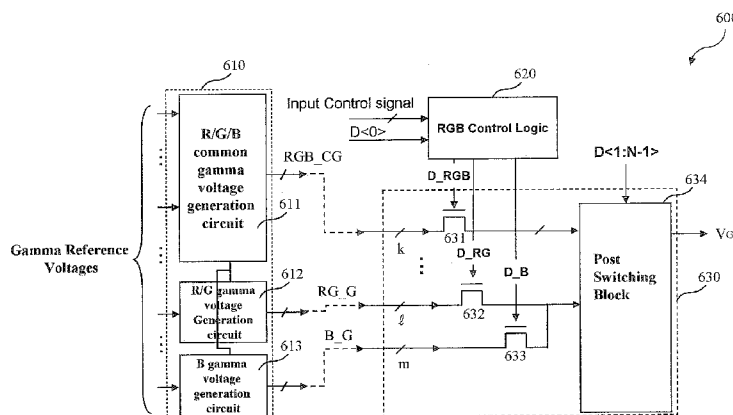 608
610
620
Input Control signal
D<0>
RGB Control Logic
R/G/B
common
gamma
voltage
generation
circuit
611
RGB_CG
D_RGB
D<1:N-1>
634
631
k
D_RG
D_B
Post
Switching
Block
630
Gamma Reference
Voltages
612
R/G gamma
voltage
Generation
circuit
RG_G
ℓ
632
613
B_G
m
633
B gamma
voltage
generation
circuit